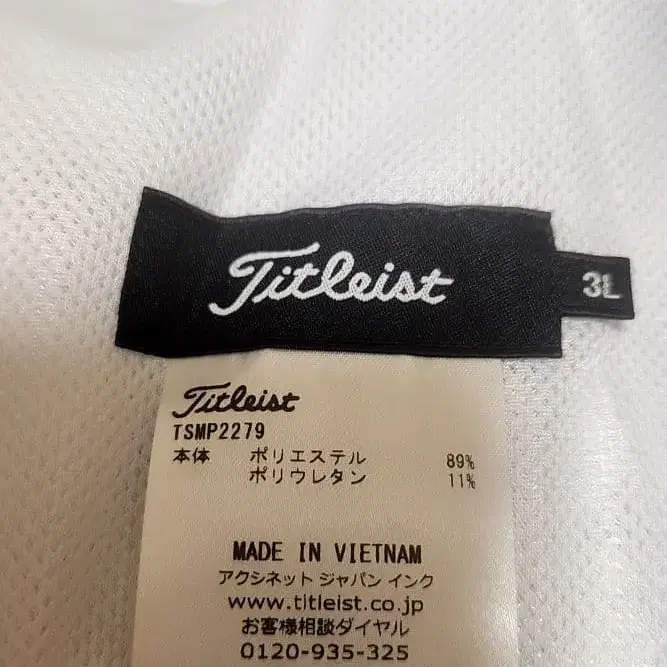 Titleist
3L
Titleist
TSMP2279
本体 ポリエステル 89%
ポリウレタン 11%
MADE IN VIETNAM
アクシネット ジャパン インク
www.titleist.co.jp
お客様相談ダイヤル
0120-935-325